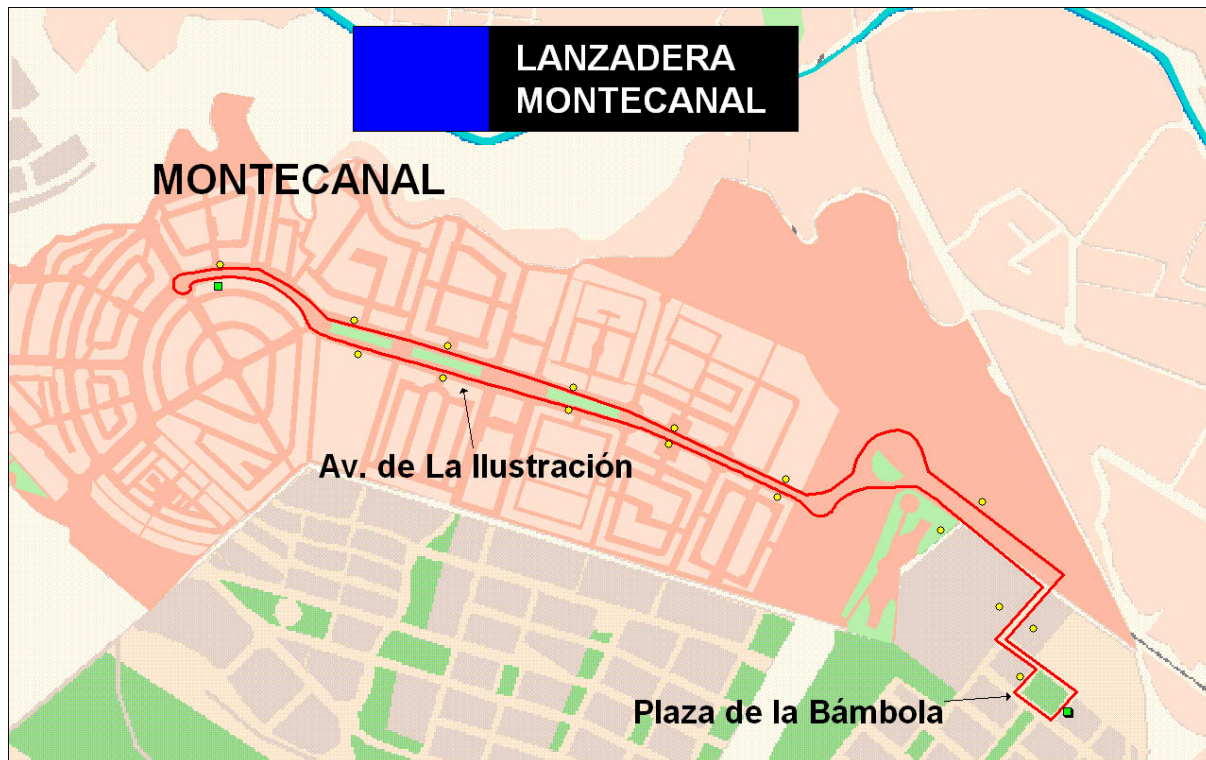 LANZADERA
MONTECANAL
MONTECANAL
Av. de La Ilustración
Plaza de la Bámbola